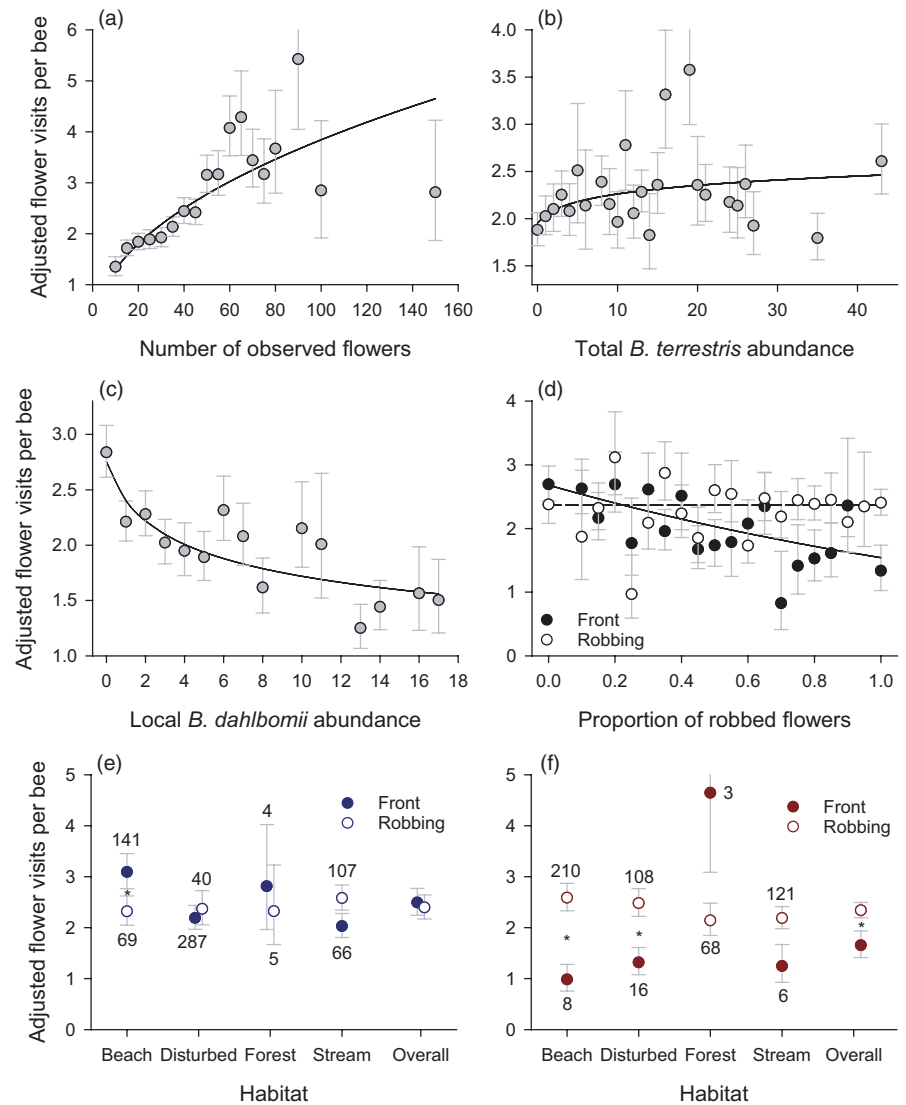 (a)
Adjusted flower visits per bee
6
5
4
3
2
1
0 20 40 60 80 100 120 140 160
Number of observed flowers
(b)
4.0
3.5
3.0
2.5
2.0
1.5
0 10 20 30 40
Total B. terrestris abundance
(c)
Adjusted flower visits per bee
3.0
2.5
2.0
1.5
1.0
0 2 4 6 8 10 12 14 16 18
Local B. dahlbomii abundance
(d)
4
3
2
1
0
Front
Robbing
0.0 0.2 0.4 0.6 0.8 1.0
Proportion of robbed flowers
(e)
Adjusted flower visits per bee
5
4
3
2
1
0
Front
Robbing
141
*
69
40
287
4
5
107
66
Beach Disturbed Forest Stream Overall
Habitat
(f)
5
4
3
2
1
0
Front
Robbing
210
*
8
108
*
16
3
68
121
6
*
Beach Disturbed Forest Stream Overall
Habitat